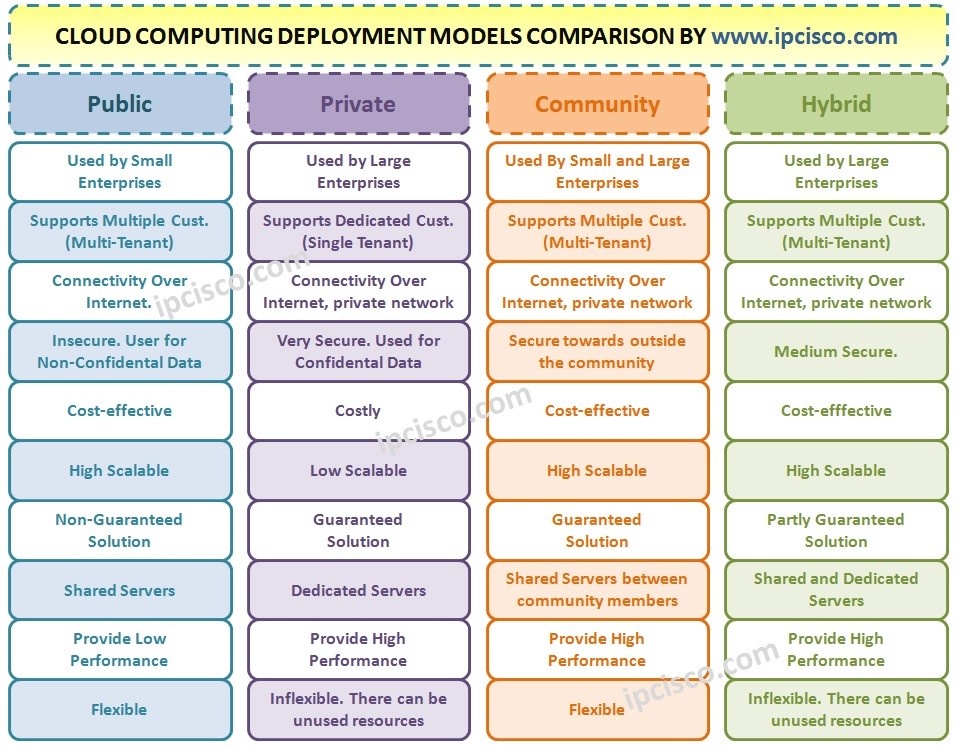 CLOUD COMPUTING DEPLOYMENT MODELS COMPARISON BY www.ipcisco.com
Public
Private
Community
Hybrid
Used by Small
Enterprises
Used by Large
Enterprises
Used By Small and Large
Enterprises
Used by Large
Enterprises
Supports Multiple Cust.
(Multi-Tenant)
Supports Dedicated Cust.
(Single Tenant)
Supports Multiple Cust.
(Multi-Tenant)
Supports Multiple Cust.
(Multi-Tenant)
Connectivity Over
Internet.
Connectivity Over
Internet, private network
Connectivity Over
Internet, private network
Connectivity Over
Internet, private network
ipcisco.com
Insecure. User for
Non-Confidental Data
Very Secure. Used for
Confidental Data
Secure towards outside
the community
Medium Secure.
Cost-effective
Costly
Cost-effective
Cost-efffective
ipcisco.com
High Scalable
Low Scalable
High Scalable
High Scalable
Non-Guaranteed
Solution
Guaranteed
Solution
Guaranteed
Solution
Partly Guaranteed
Solution
Shared Servers
Dedicated Servers
Shared Servers between
community members
Shared and Dedicated
Servers
Provide Low
Performance
Provide High
Performance
Provide High
Performance
Provide High
Performance
ipcisco.com
Flexible
Inflexible. There can be
unused resources
Flexible
Inflexible. There can be
unused resources